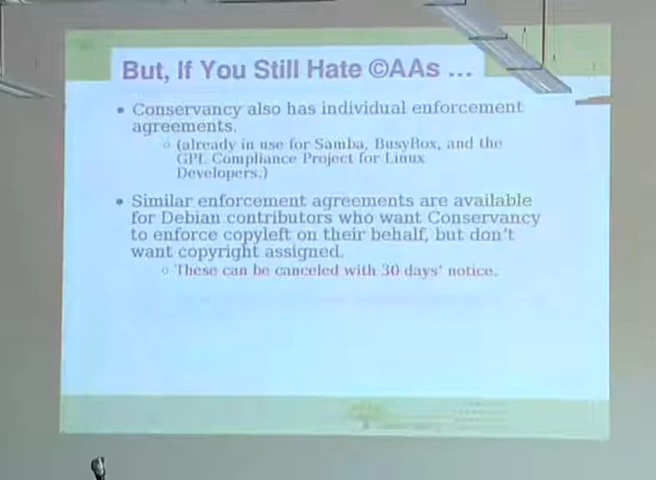 But, If You Still Hate ©AAs ...
• Conservancy also has individual enforcement
agreements.
○ (already in use for Samba, BusyBox, and the
GPL Compliance Project for Linux
Developers.)
• Similar enforcement agreements are available
for Debian contributors who want Conservancy
to enforce copyleft on their behalf, but don't
want copyright assigned.
○ These can be canceled with 30 days' notice.